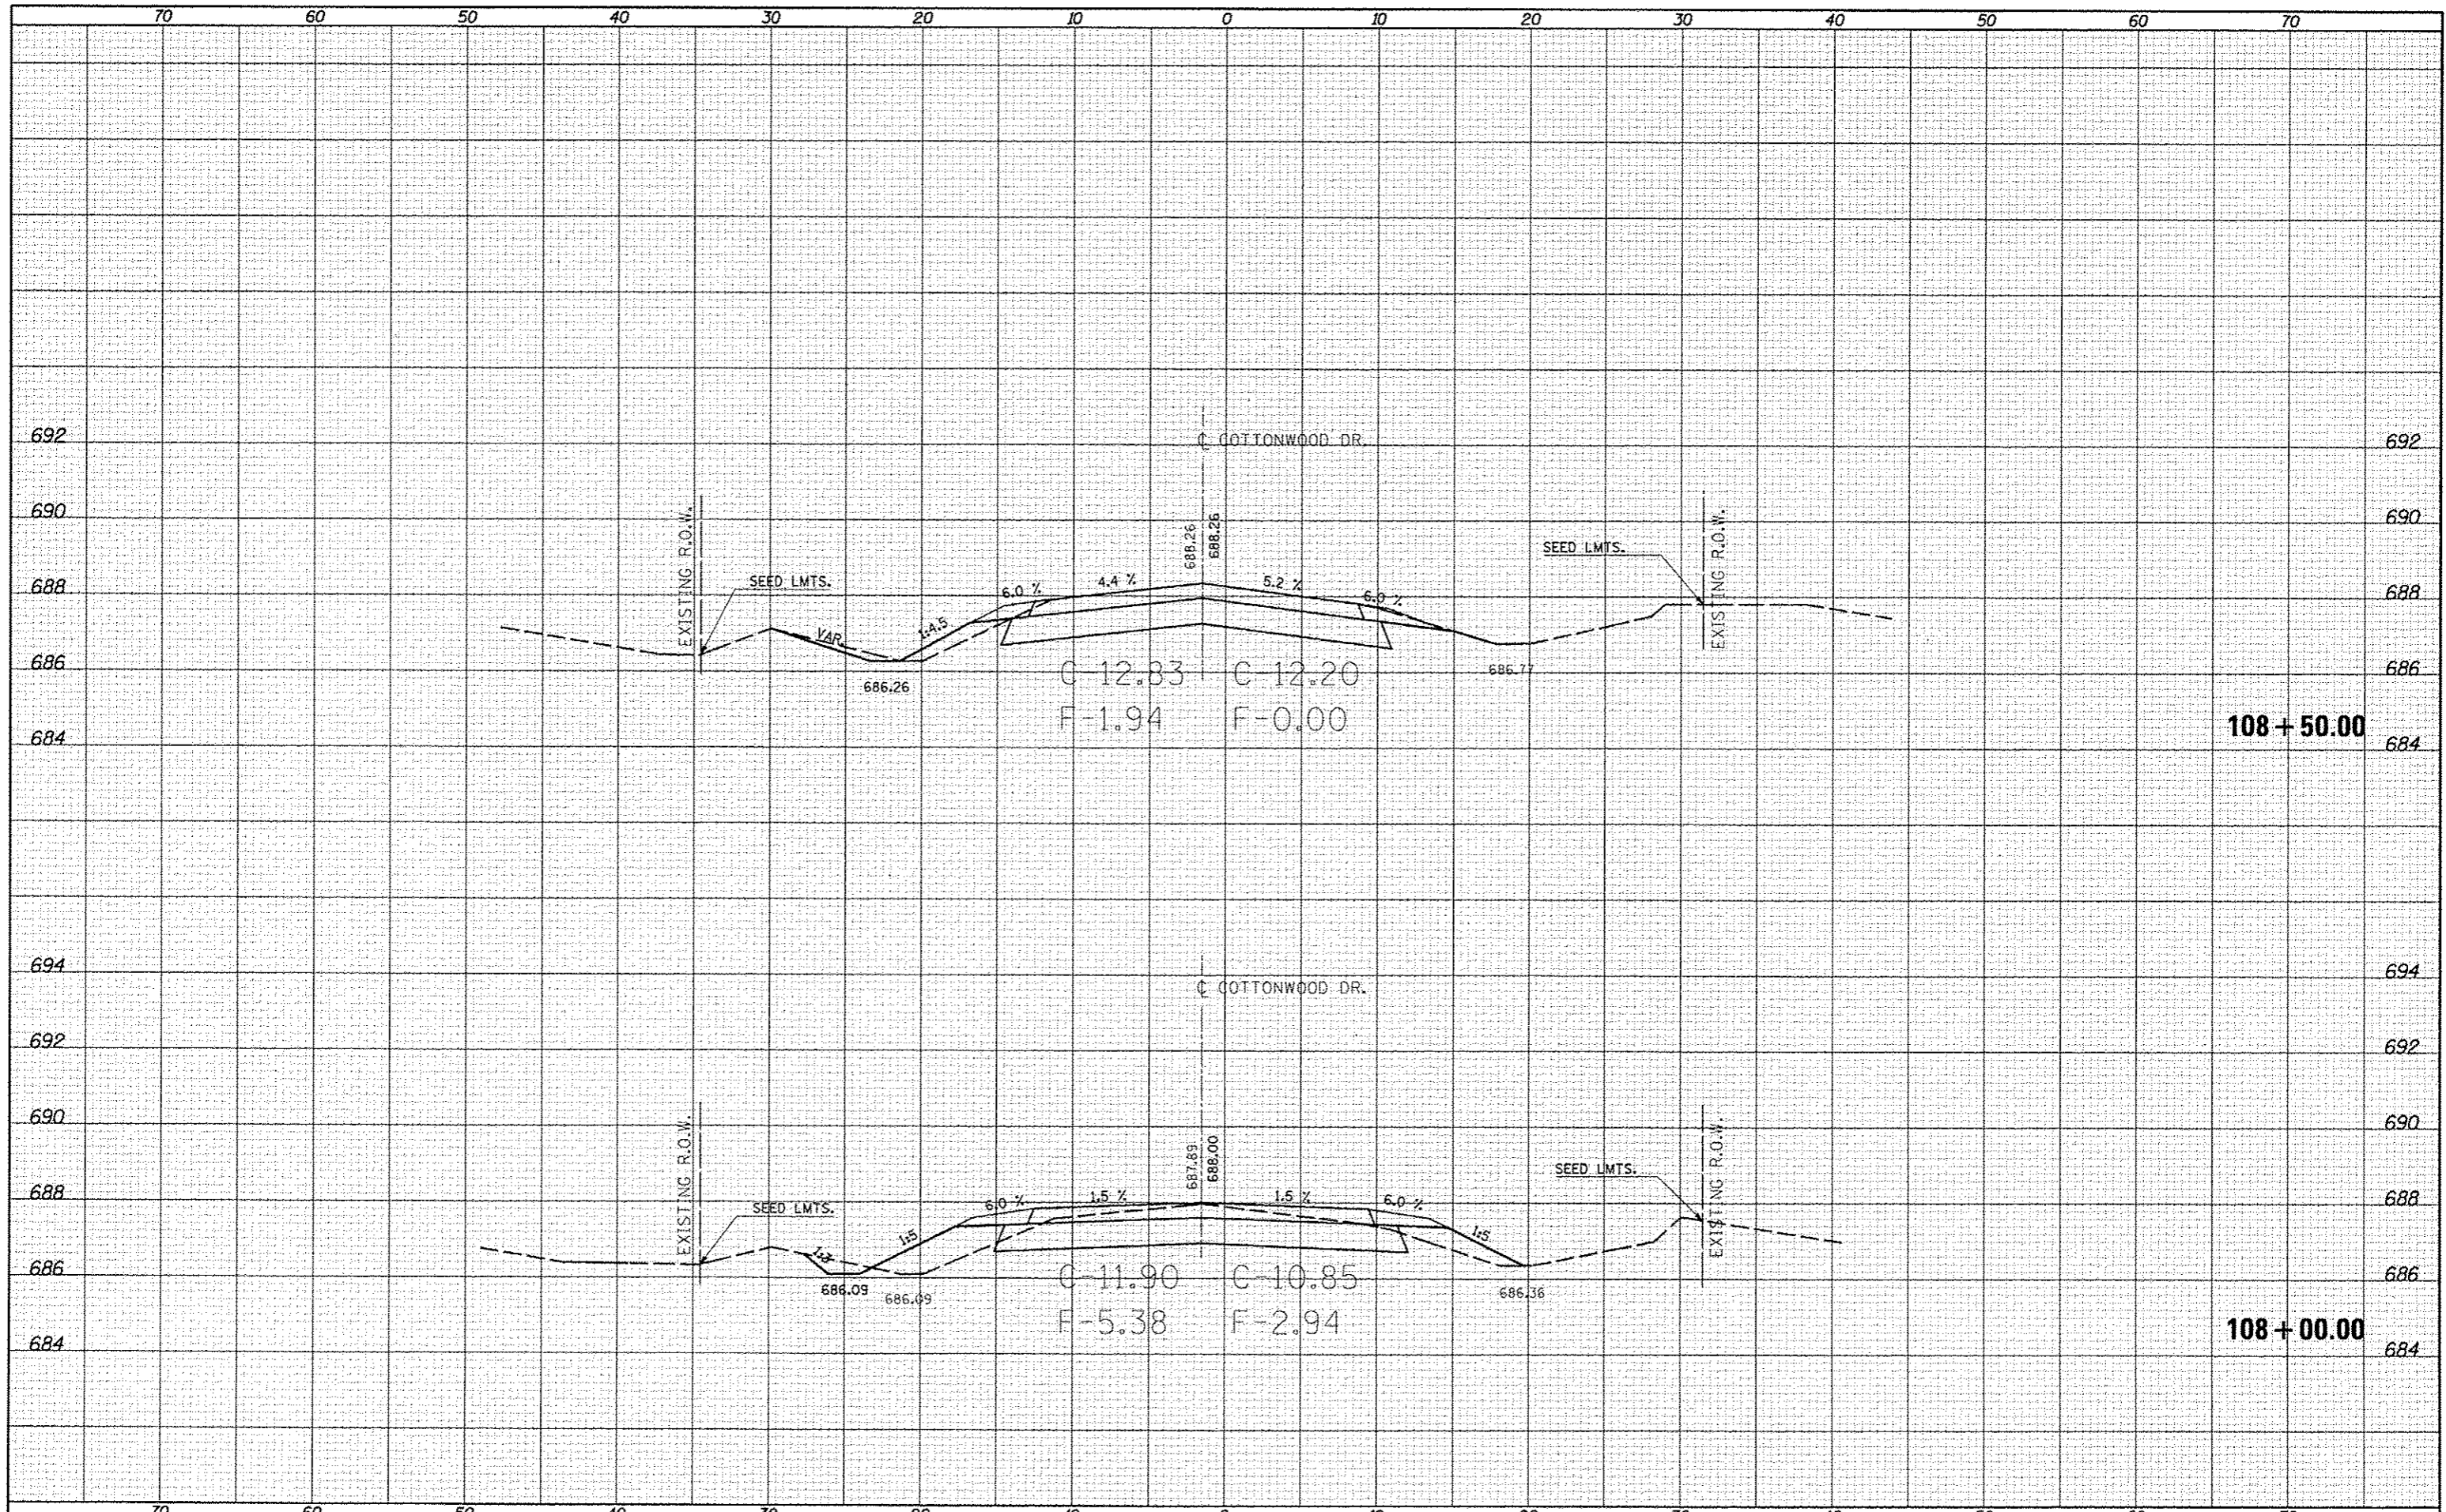 70 60 50 40 30 20 10 0 10 20 30 40 50 60 70
692 ℄ COTTONWOOD DR. 692
690 EXISTING R.O.W. 688.26 688.26 EXISTING R.O.W. 690
SEED LMTS.
688 SEED LMTS. 6.0 % 4.4 % 5.2 % 6.0 % 688
VAR. 1:4.5
686 686.26 C-12.83 C-12.20 686.77 686
F-1.94 F-0.00
684 108+50.00 684
694 694
℄ COTTONWOOD DR.
692 692
690 EXISTING R.O.W. 687.89 688.00 EXISTING R.O.W. 690
SEED LMTS.
688 SEED LMTS. 6.0 % 1.5 % 1.5 % 6.0 % 688
1:3 1:5 1:5
686 686.09 686.09 C-11.90 C-10.85 686.36 686
F-5.38 F-2.94
684 108+00.00 684